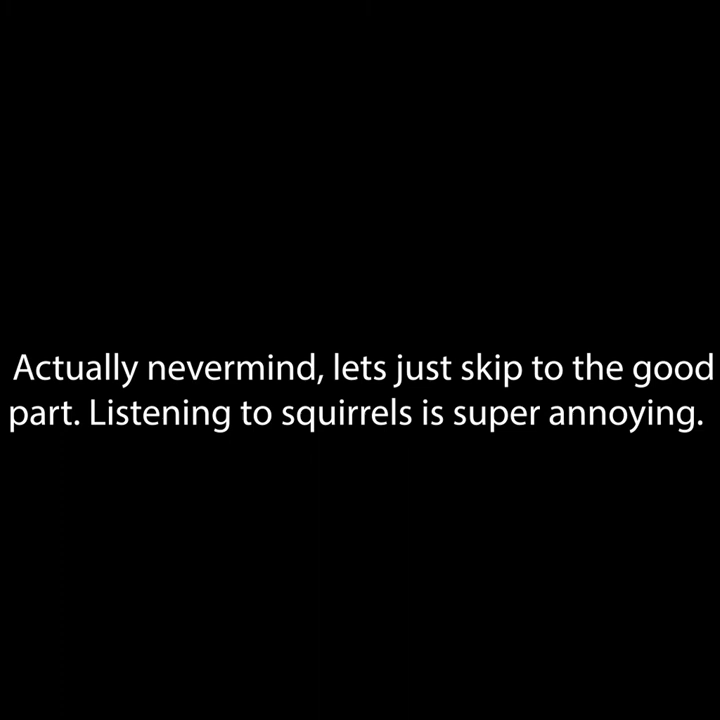 Actually nevermind, lets just skip to the good
part. Listening to squirrels is super annoying.